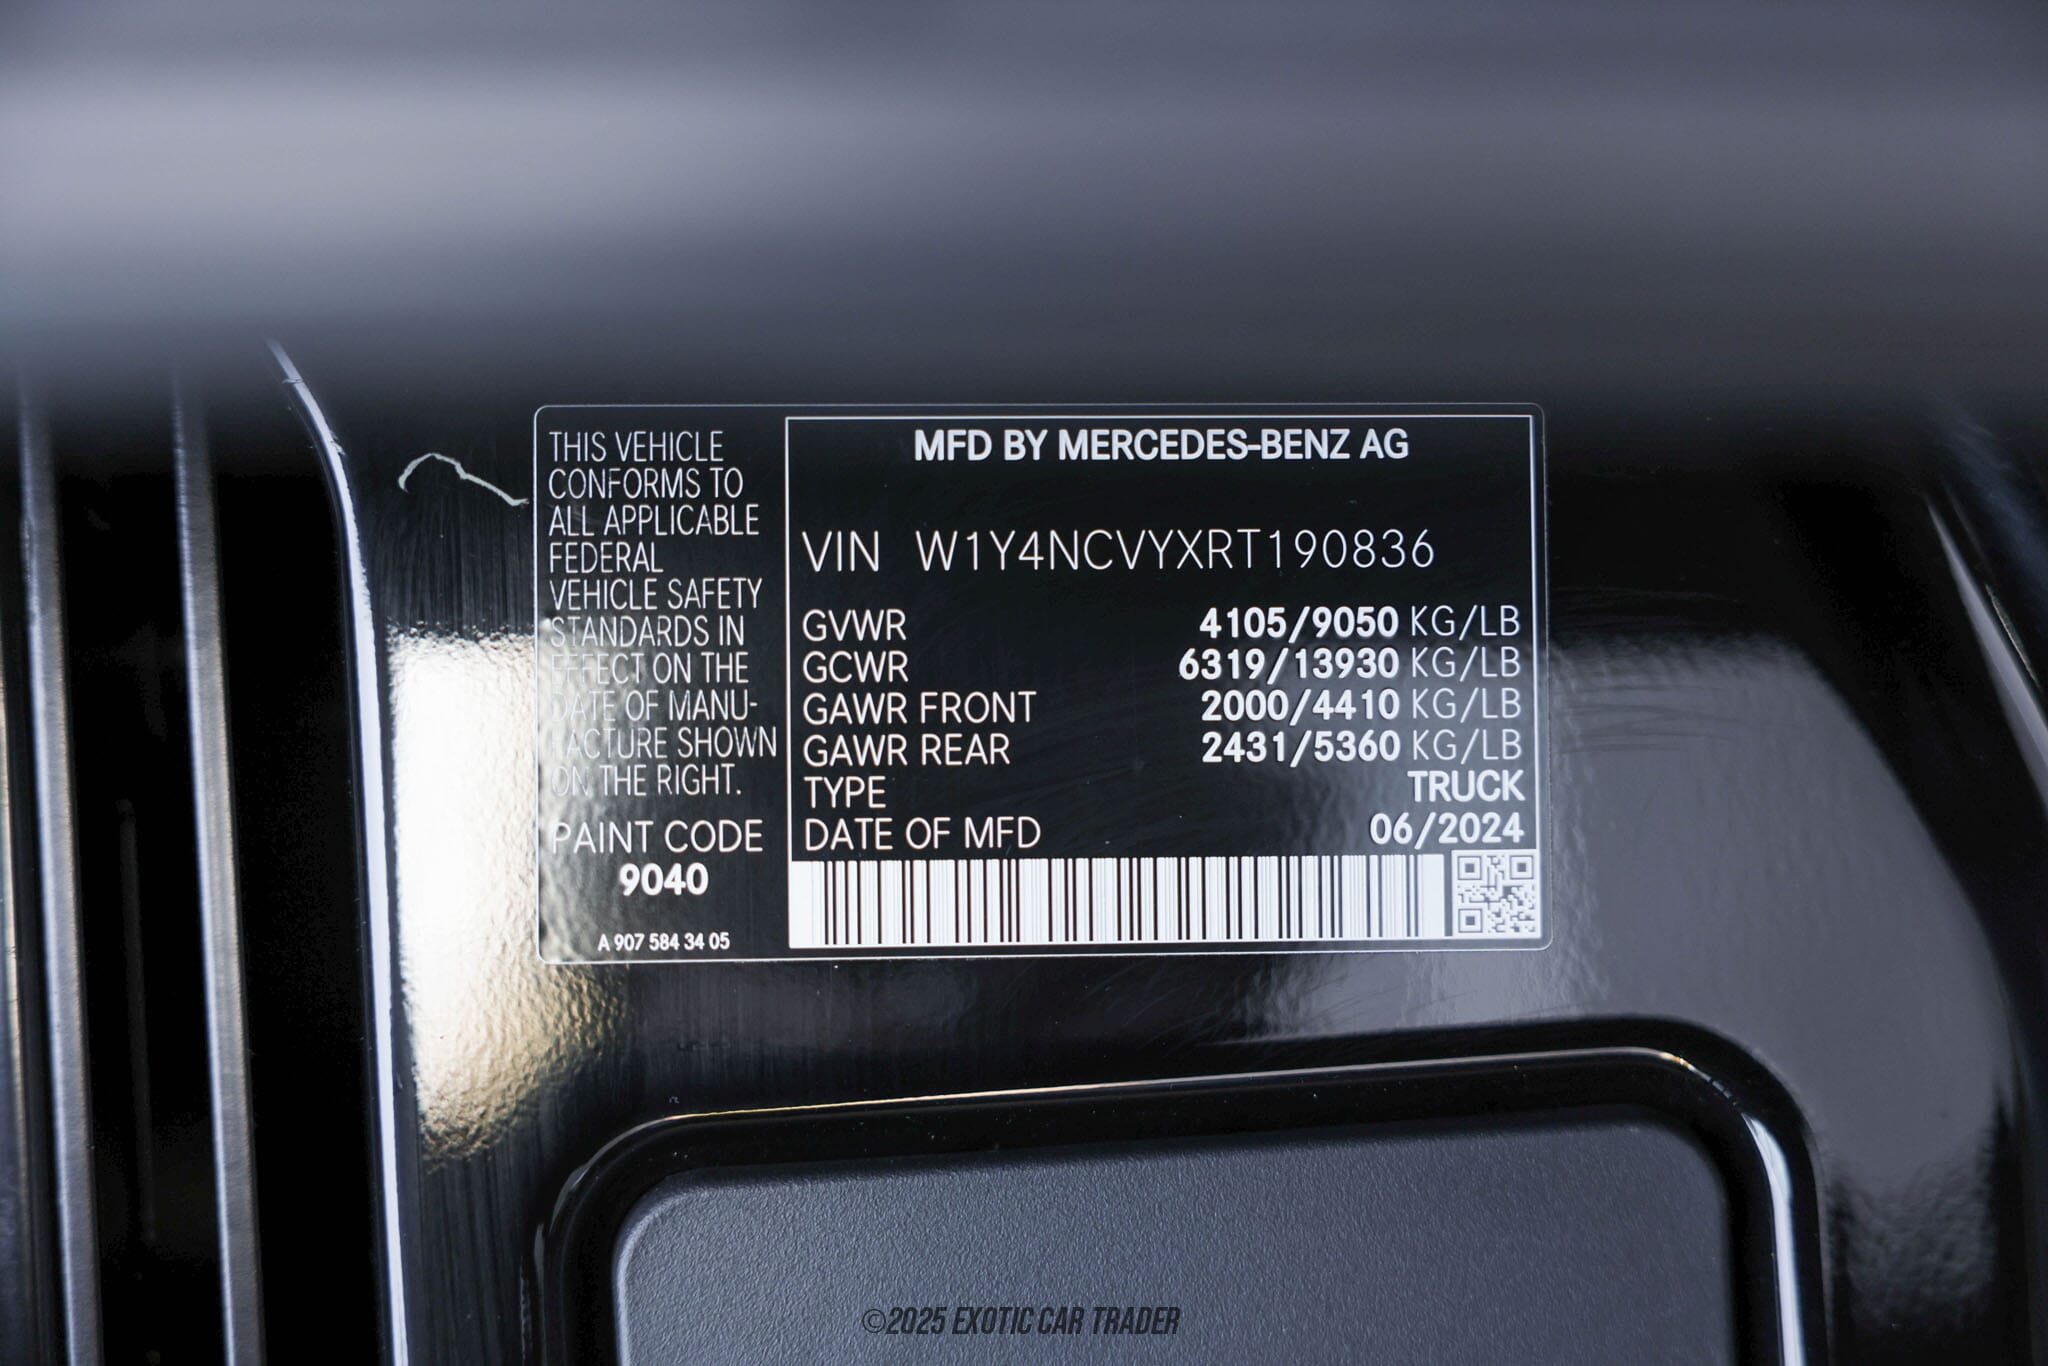 THIS VEHICLE
CONFORMS TO
ALL APPLICABLE
FEDERAL
VEHICLE SAFETY
STANDARDS IN
EFFECT ON THE
DATE OF MANU-
FACTURE SHOWN
ON THE RIGHT.
PAINT CODE
9040
A 907 584 34 05
MFD BY MERCEDES-BENZ AG
VIN W1Y4NCVYXRT190836
GVWR 4105/9050 KG/LB
GCWR 6319/13930 KG/LB
GAWR FRONT 2000/4410 KG/LB
GAWR REAR 2431/5360 KG/LB
TYPE TRUCK
DATE OF MFD 06/2024
©2025 EXOTIC CAR TRADER